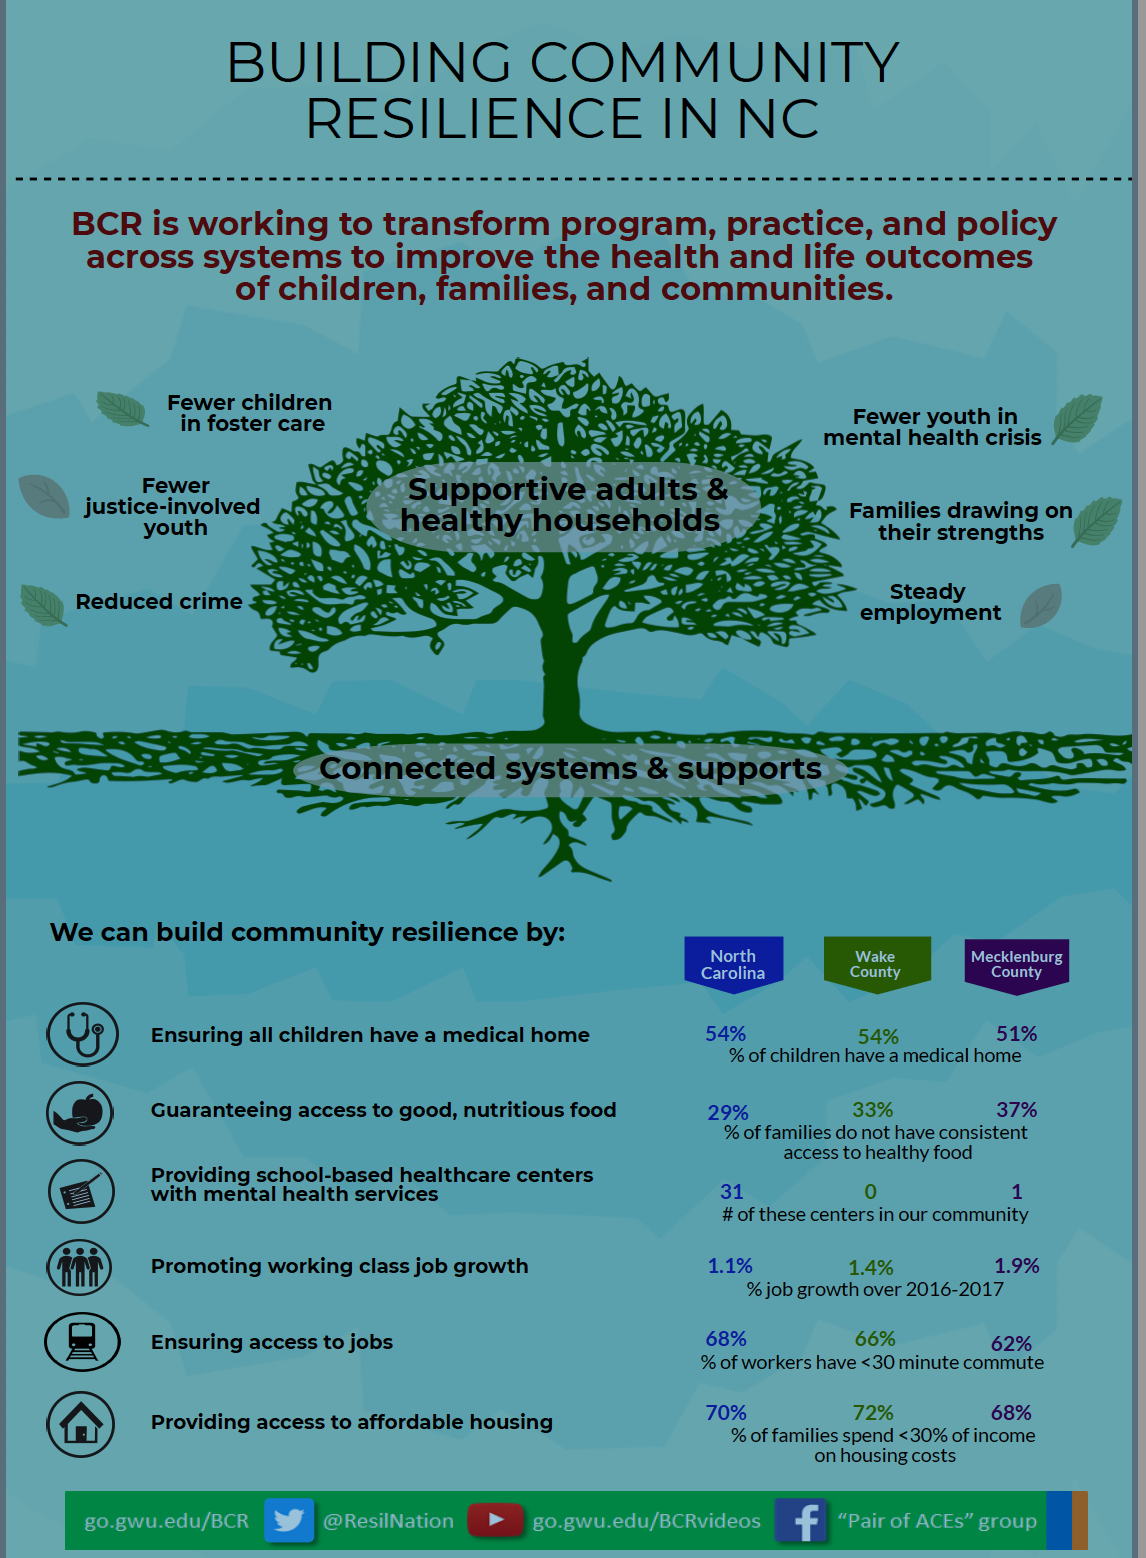 BUILDING COMMUNITY
RESILIENCE IN NC
BCR is working to transform program, practice, and policy
across systems to improve the health and life outcomes
of children, families, and communities.
Fewer children
in foster care
Fewer
justice-involved
youth
Reduced crime
Supportive adults &
healthy households
Fewer youth in
mental health crisis
Families drawing on
their strengths
Steady
employment
Connected systems & supports
We can build community resilience by:
North
Carolina
Wake
County
Mecklenburg
County
Ensuring all children have a medical home
54% 54% 51%
% of children have a medical home
Guaranteeing access to good, nutritious food
29% 33% 37%
% of families do not have consistent
access to healthy food
Providing school-based healthcare centers
with mental health services
31 0 1
# of these centers in our community
Promoting working class job growth
1.1% 1.4% 1.9%
% job growth over 2016-2017
Ensuring access to jobs
68% 66% 62%
% of workers have <30 minute commute
Providing access to affordable housing
70% 72% 68%
% of families spend <30% of income
on housing costs
go.gwu.edu/BCR @ResilNation go.gwu.edu/BCRvideos "Pair of ACEs" group